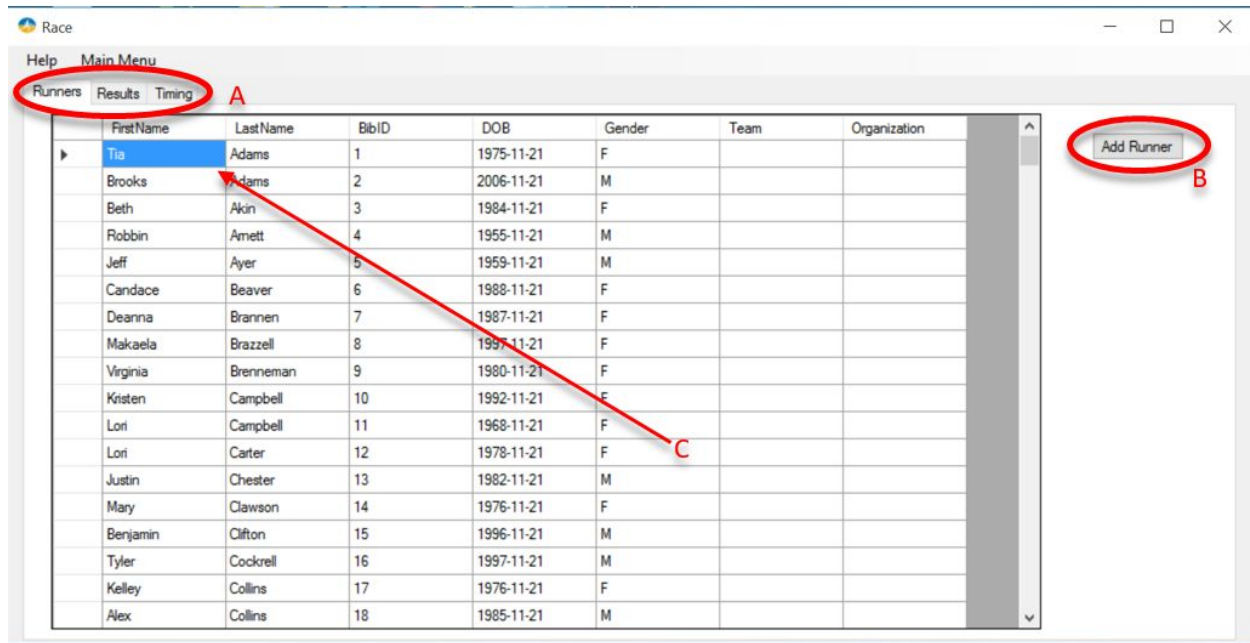 Race
Help Main Menu
Runners Results Timing A
FirstName LastName BibID DOB Gender Team Organization
Add Runner
B
Tia Adams 1 1975-11-21 F
Brooks Adams 2 2006-11-21 M
Beth Akin 3 1984-11-21 F
Robbin Arnett 4 1955-11-21 M
Jeff Ayer 5 1959-11-21 M
Candace Beaver 6 1988-11-21 F
Deanna Brannen 7 1987-11-21 F
Makaela Brazzell 8 1997-11-21 F
Virginia Brenneman 9 1980-11-21 F
Kristen Campbell 10 1992-11-21 F
Lori Campbell 11 1968-11-21 F
Lori Carter 12 1978-11-21 F
C
Justin Chester 13 1982-11-21 M
Mary Clawson 14 1976-11-21 F
Benjamin Clifton 15 1996-11-21 M
Tyler Cockrell 16 1997-11-21 M
Kelley Collins 17 1976-11-21 F
Alex Collins 18 1985-11-21 M